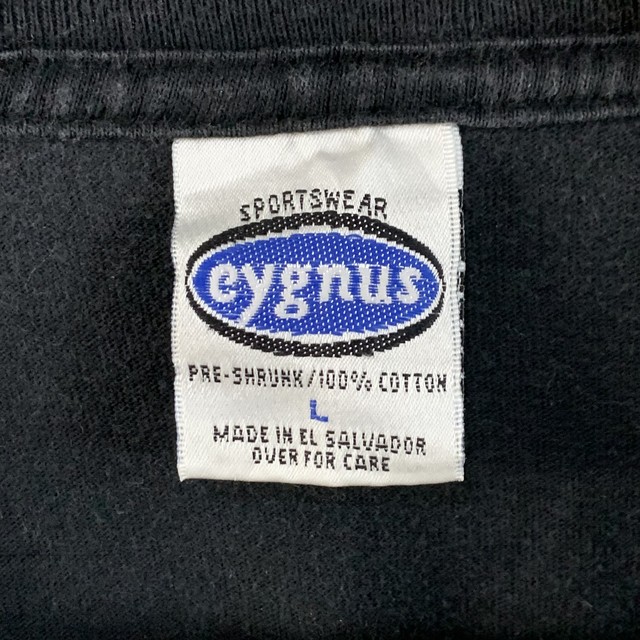 SPORTSWEAR
cygnus
PRE-SHRUNK/100% COTTON
L
MADE IN EL SALVADOR
OVER FOR CARE